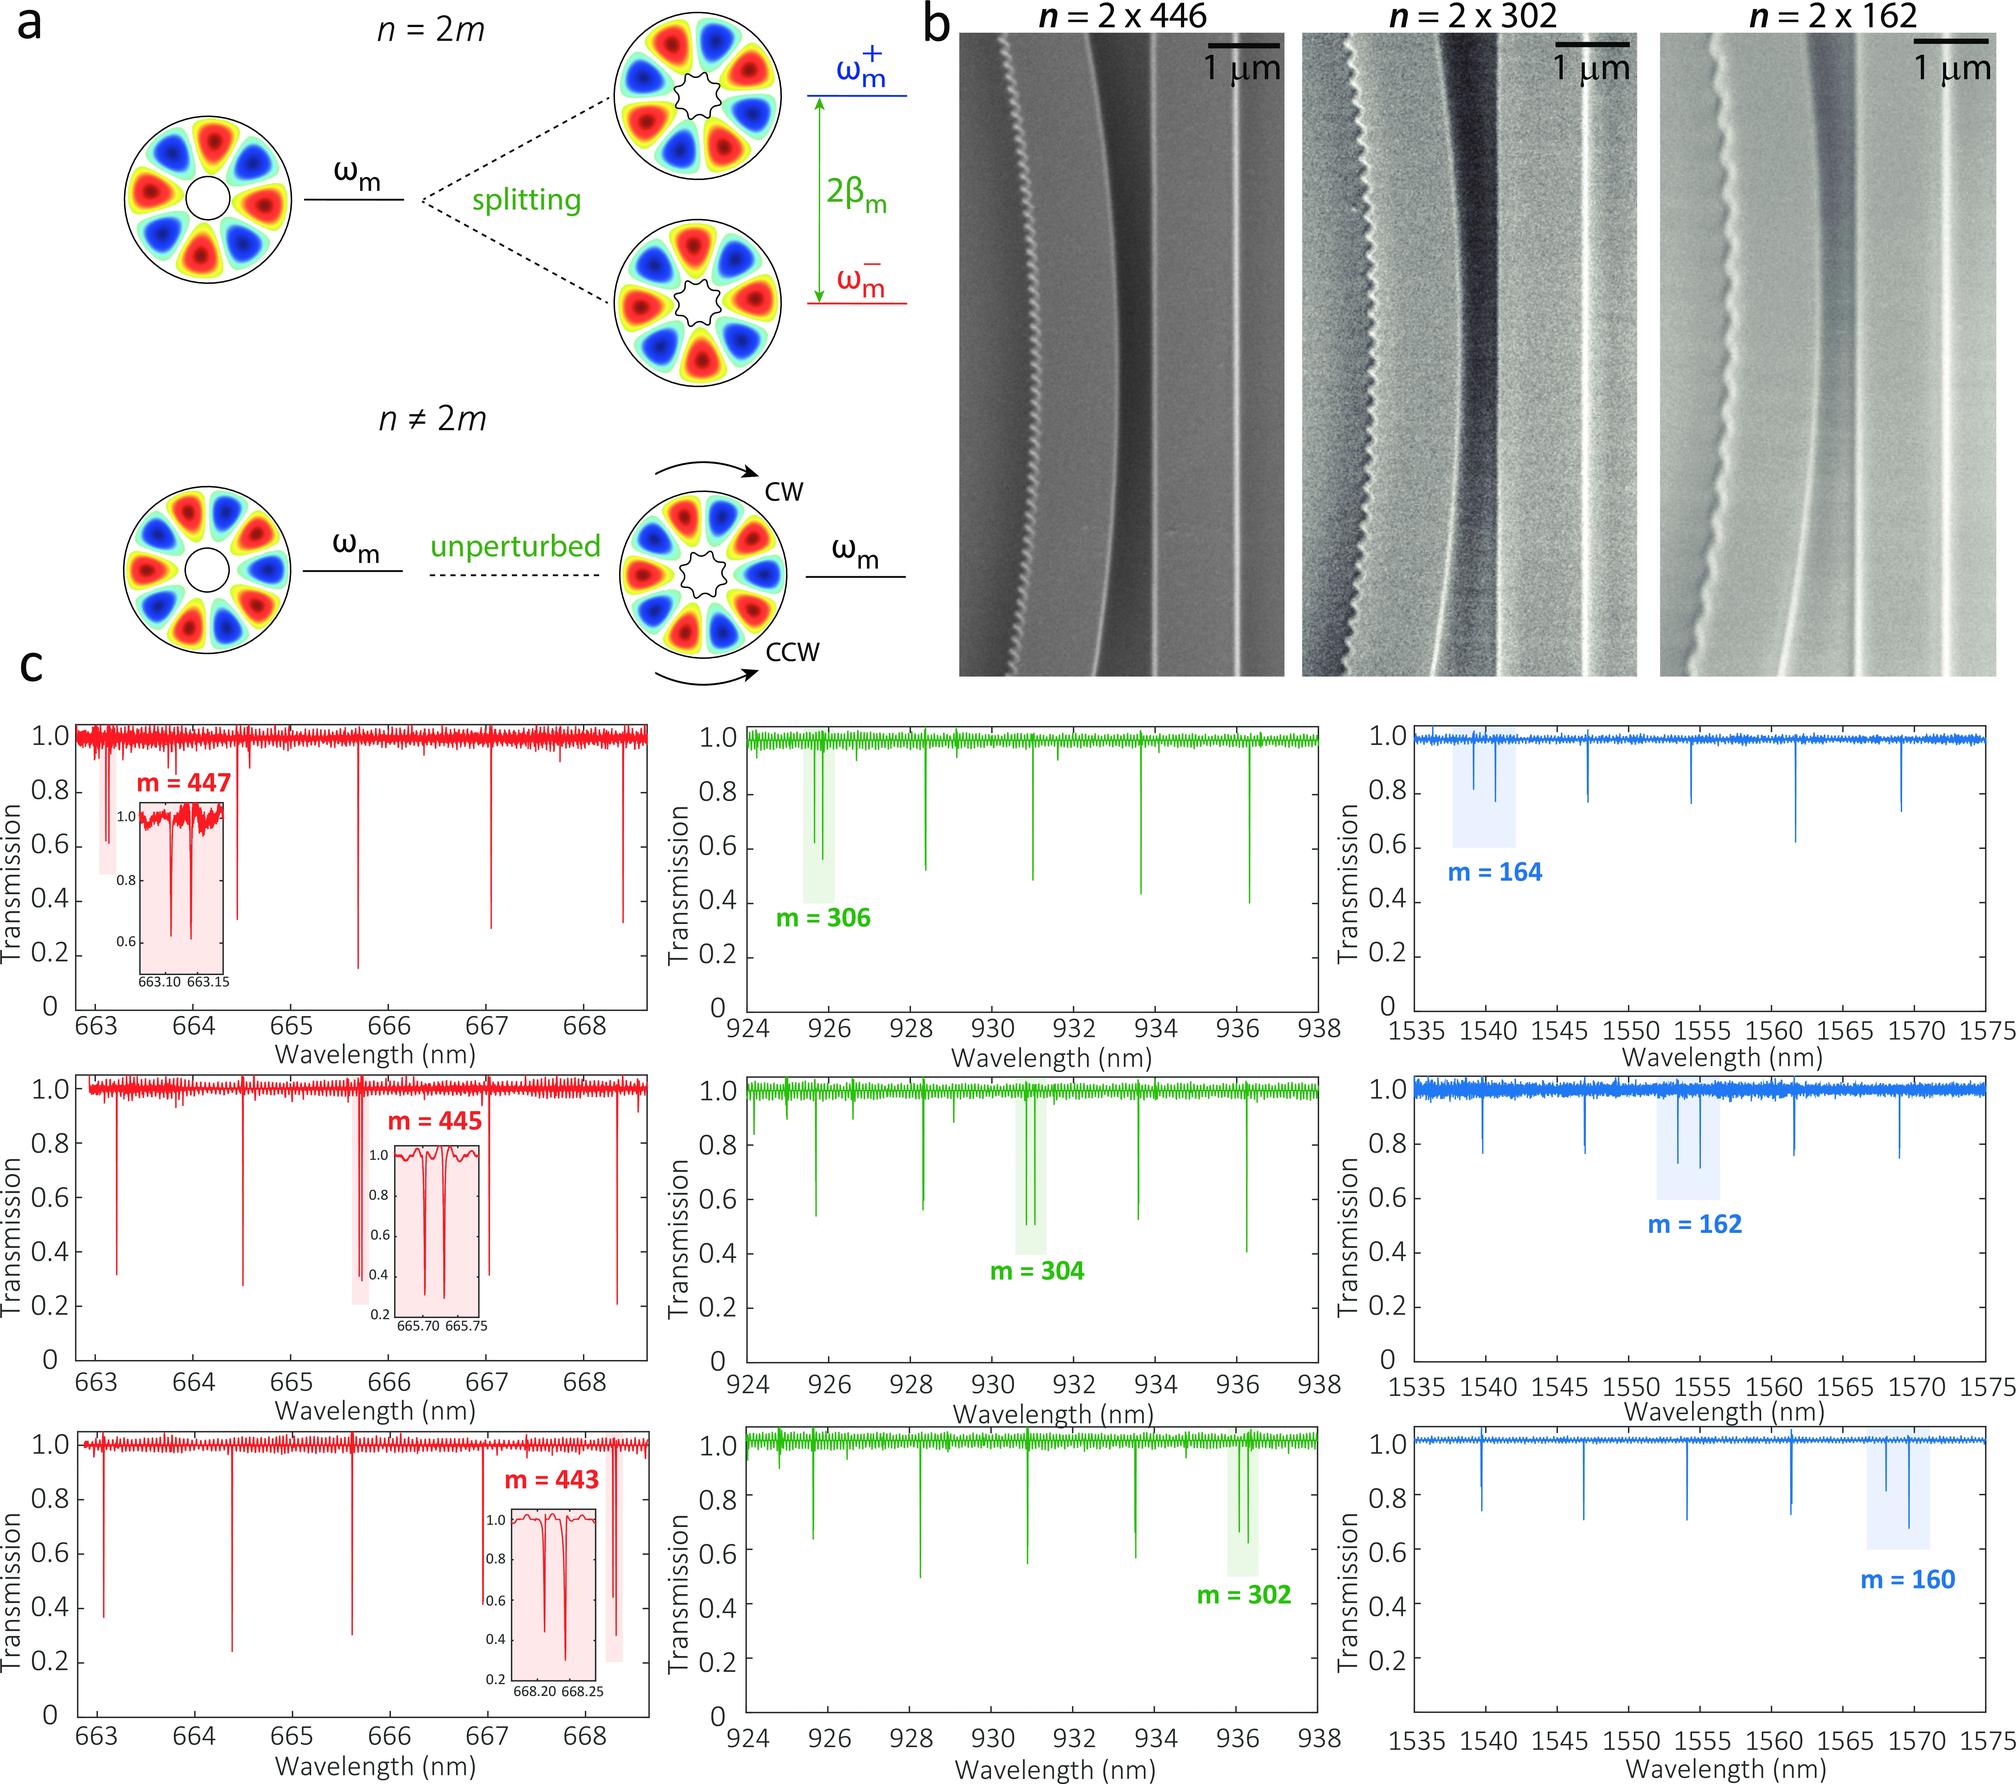 a
n = 2m
ωm
splitting
ωm+
2βm
ωm−
n ≠ 2m
ωm
unperturbed
CW
CCW
ωm
b
n = 2 x 446
1 μm
n = 2 x 302
1 μm
n = 2 x 162
1 μm
c
Transmission
1.0
0.8
0.6
0.4
0.2
0
m = 447
1.0
0.8
0.6
663.10 663.15
663 664 665 666 667 668
Wavelength (nm)
Transmission
1.0
0.8
0.6
0.4
0.2
0
m = 306
924 926 928 930 932 934 936 938
Wavelength (nm)
Transmission
1.0
0.8
0.6
0.4
0.2
0
m = 164
1535 1540 1545 1550 1555 1560 1565 1570 1575
Wavelength (nm)
Transmission
1.0
0.8
0.6
0.4
0.2
0
m = 445
1.0
0.8
0.6
0.4
0.2
665.70 665.75
663 664 665 666 667 668
Wavelength (nm)
Transmission
1.0
0.8
0.6
0.4
0.2
0
m = 304
924 926 928 930 932 934 936 938
Wavelength (nm)
Transmission
1.0
0.8
0.6
0.4
0.2
0
m = 162
1535 1540 1545 1550 1555 1560 1565 1570 1575
Wavelength (nm)
Transmission
1.0
0.8
0.6
0.4
0.2
0
m = 443
1.0
0.8
0.6
0.4
0.2
668.20 668.25
663 664 665 666 667 668
Wavelength (nm)
Transmission
1.0
0.8
0.6
0.4
0.2
0
m = 302
924 926 928 930 932 934 936 938
Wavelength (nm)
Transmission
1.0
0.8
0.6
0.4
0.2
0
m = 160
1535 1540 1545 1550 1555 1560 1565 1570 1575
Wavelength (nm)